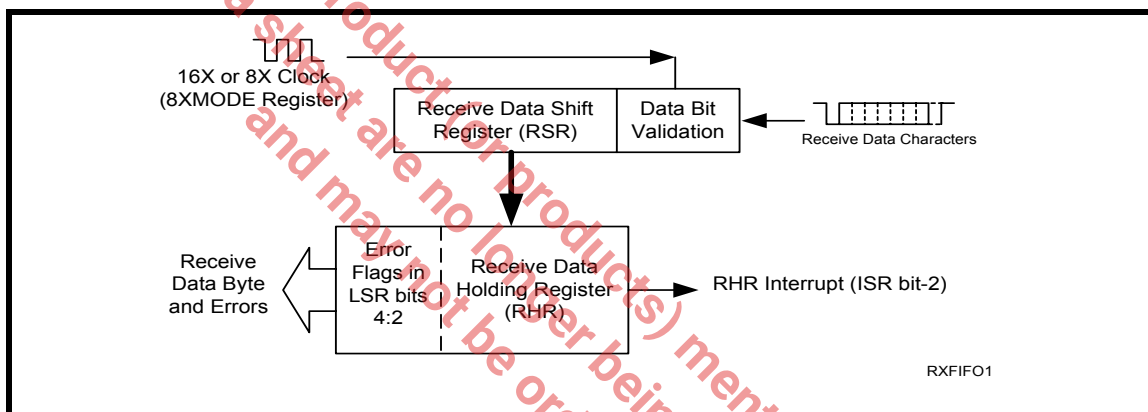 16X or 8X Clock
(8XMODE Register)
Receive Data Shift
Register (RSR)
Data Bit
Validation
Receive Data Characters
Receive
Data Byte
and Errors
Error
Flags in
LSR bits
4:2
Receive Data
Holding Register
(RHR)
RHR Interrupt (ISR bit-2)
RXFIFO1
product (or products) ment
a sheet are no longer bein
and may not be or